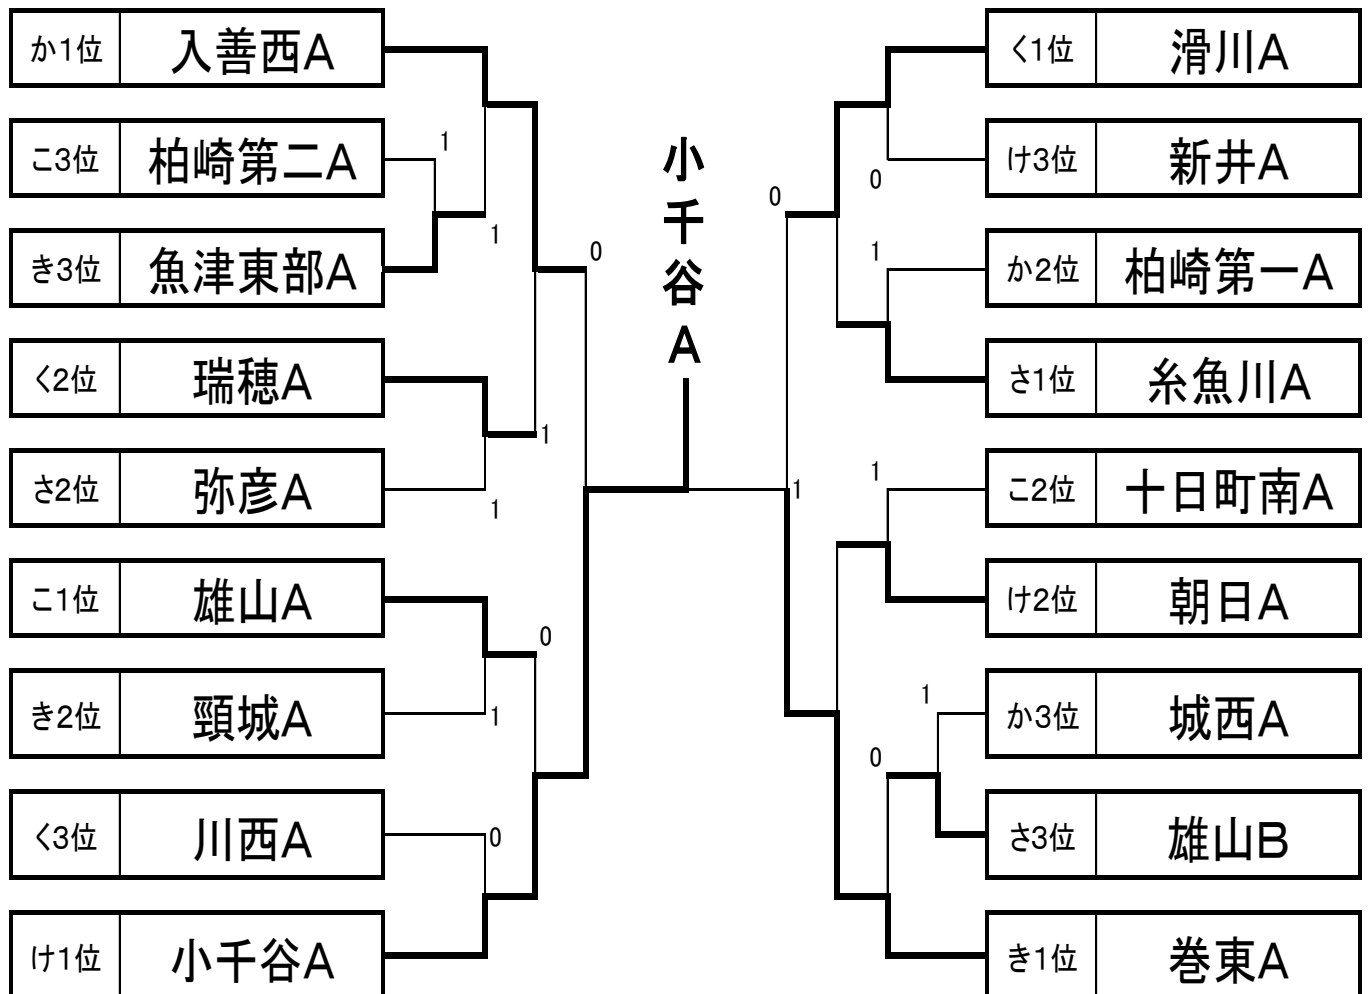 か1位 入善西A
こ3位 柏崎第二A
き3位 魚津東部A
く2位 瑞穂A
さ2位 弥彦A
こ1位 雄山A
き2位 頸城A
く3位 川西A
け1位 小千谷A
1
1
0
1
1
0
1
0
小千谷A
0
0
1
1
1
1
0
く1位 滑川A
け3位 新井A
か2位 柏崎第一A
さ1位 糸魚川A
こ2位 十日町南A
け2位 朝日A
か3位 城西A
さ3位 雄山B
き1位 巻東A